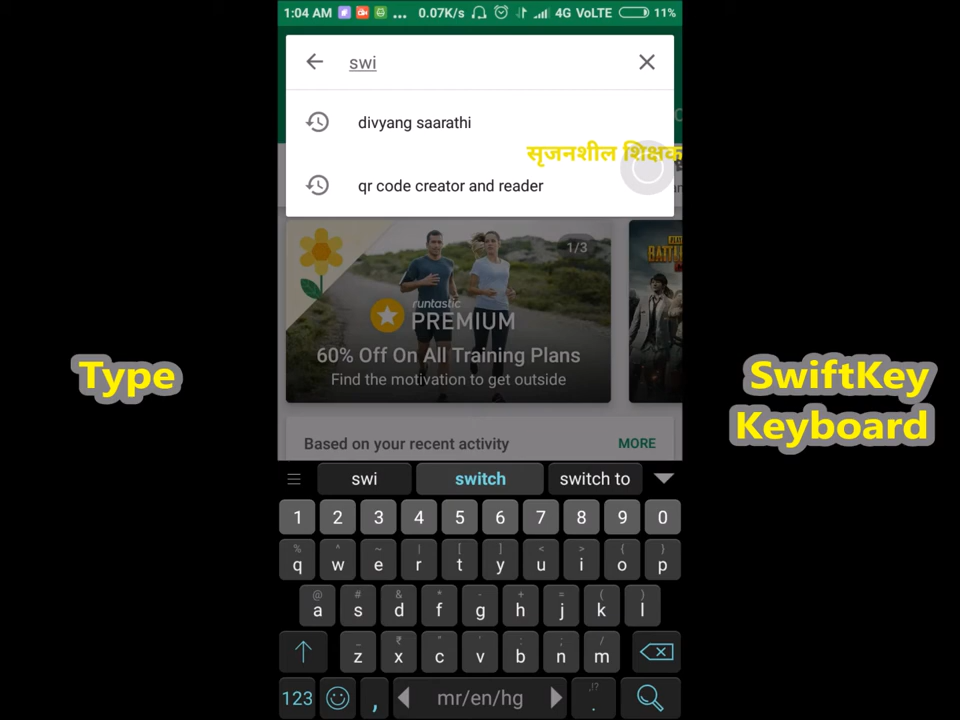 1:04 AM ... 0.07K/s 4G VoLTE 11%
swi
divyang saarathi
सृजनशील शिक्षक
qr code creator and reader
1/3
runtastic
PREMIUM
60% Off On All Training Plans
Find the motivation to get outside
Based on your recent activity MORE
Type
SwiftKey
Keyboard
swi switch switch to
1 2 3 4 5 6 7 8 9 0
% ^ ~ | [ ] < > { }
q w e r t y u i o p
@ # & * - + = ( )
a s d f g h j k l
_ ₹ " ' : ; /
z x c v b n m
123 , mr/en/hg ,!? .